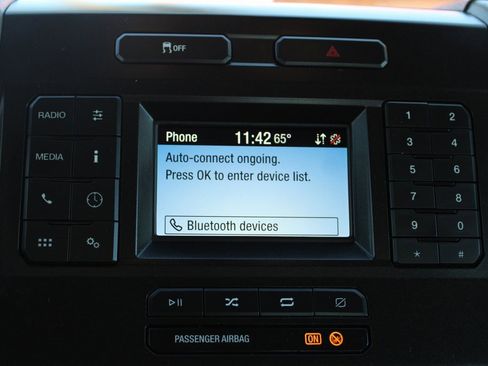 OFF
RADIO
MEDIA
Phone 11:42 65°
Auto-connect ongoing.
Press OK to enter device list.
Bluetooth devices
1 2
3 4
5 6
7 8
9 0
* #
PASSENGER AIRBAG ON